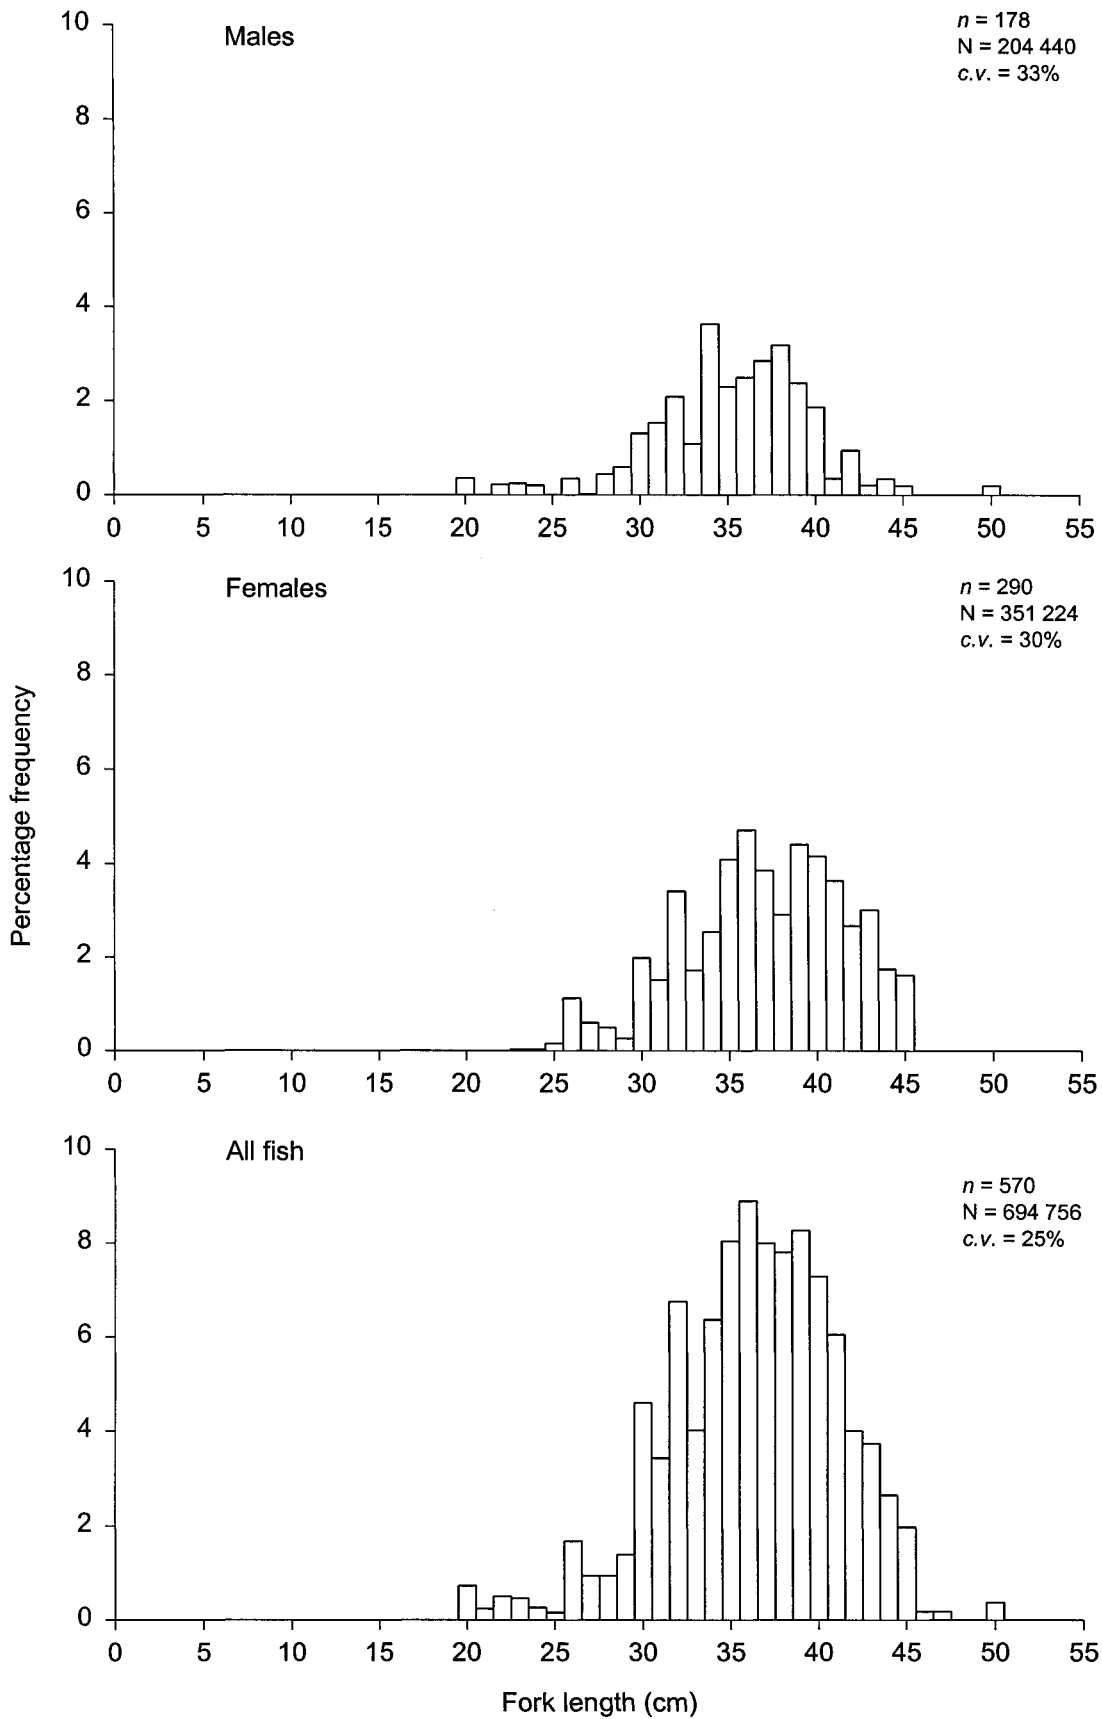 Males
n = 178
N = 204 440
c.v. = 33%
10
8
6
4
2
0
0 5 10 15 20 25 30 35 40 45 50 55
Females
n = 290
N = 351 224
c.v. = 30%
10
8
6
4
2
0
0 5 10 15 20 25 30 35 40 45 50 55
Percentage frequency
All fish
n = 570
N = 694 756
c.v. = 25%
10
8
6
4
2
0
0 5 10 15 20 25 30 35 40 45 50 55
Fork length (cm)